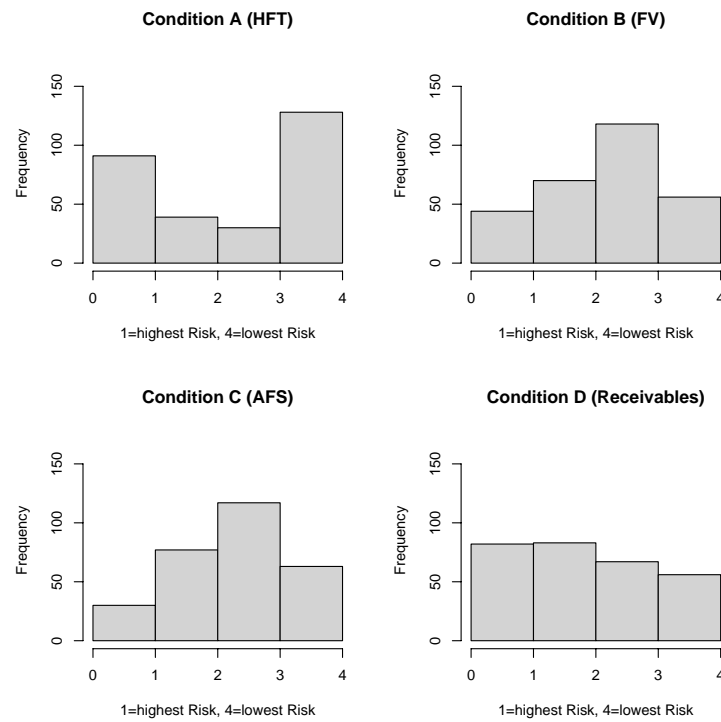 Condition A (HFT)
Frequency
150
100
50
0
0 1 2 3 4
1=highest Risk, 4=lowest Risk
Condition B (FV)
Frequency
150
100
50
0
0 1 2 3 4
1=highest Risk, 4=lowest Risk
Condition C (AFS)
Frequency
150
100
50
0
0 1 2 3 4
1=highest Risk, 4=lowest Risk
Condition D (Receivables)
Frequency
150
100
50
0
0 1 2 3 4
1=highest Risk, 4=lowest Risk